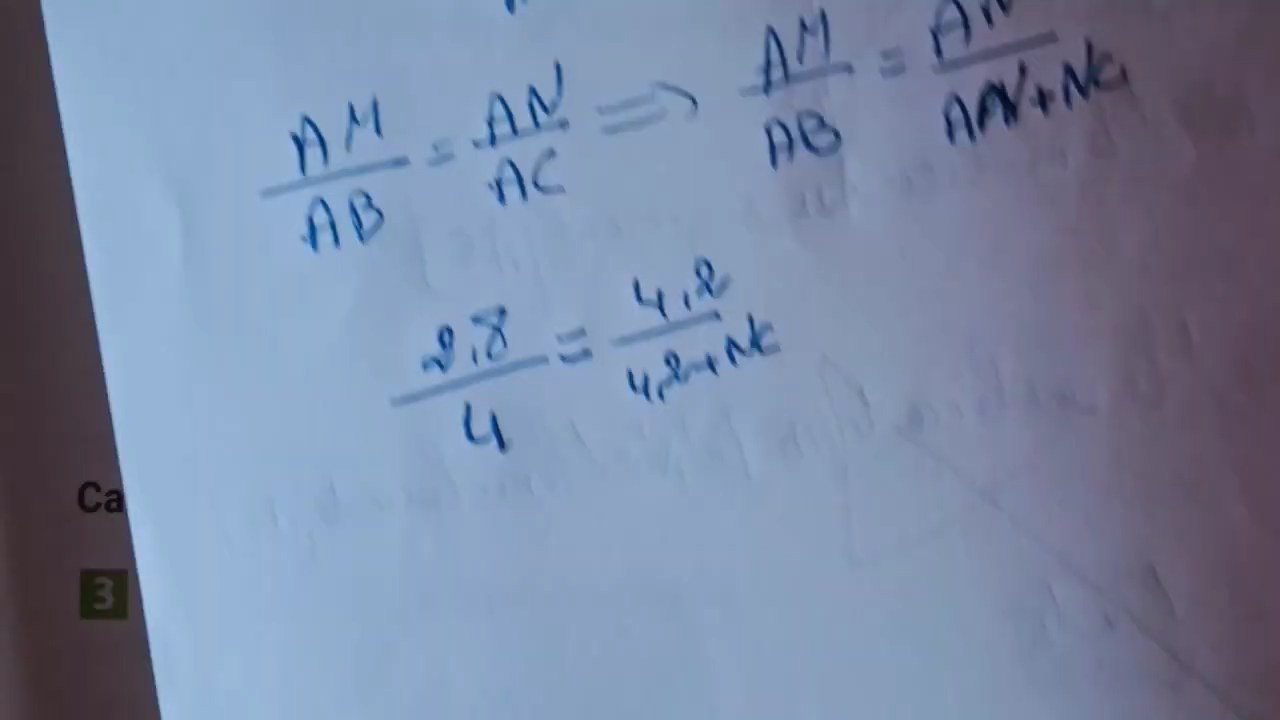 AM/AB = AN/AC ⟹ AM/AB = AN/AN+NC
2,8/4 = 4,2/4,2+NC
Ca
3